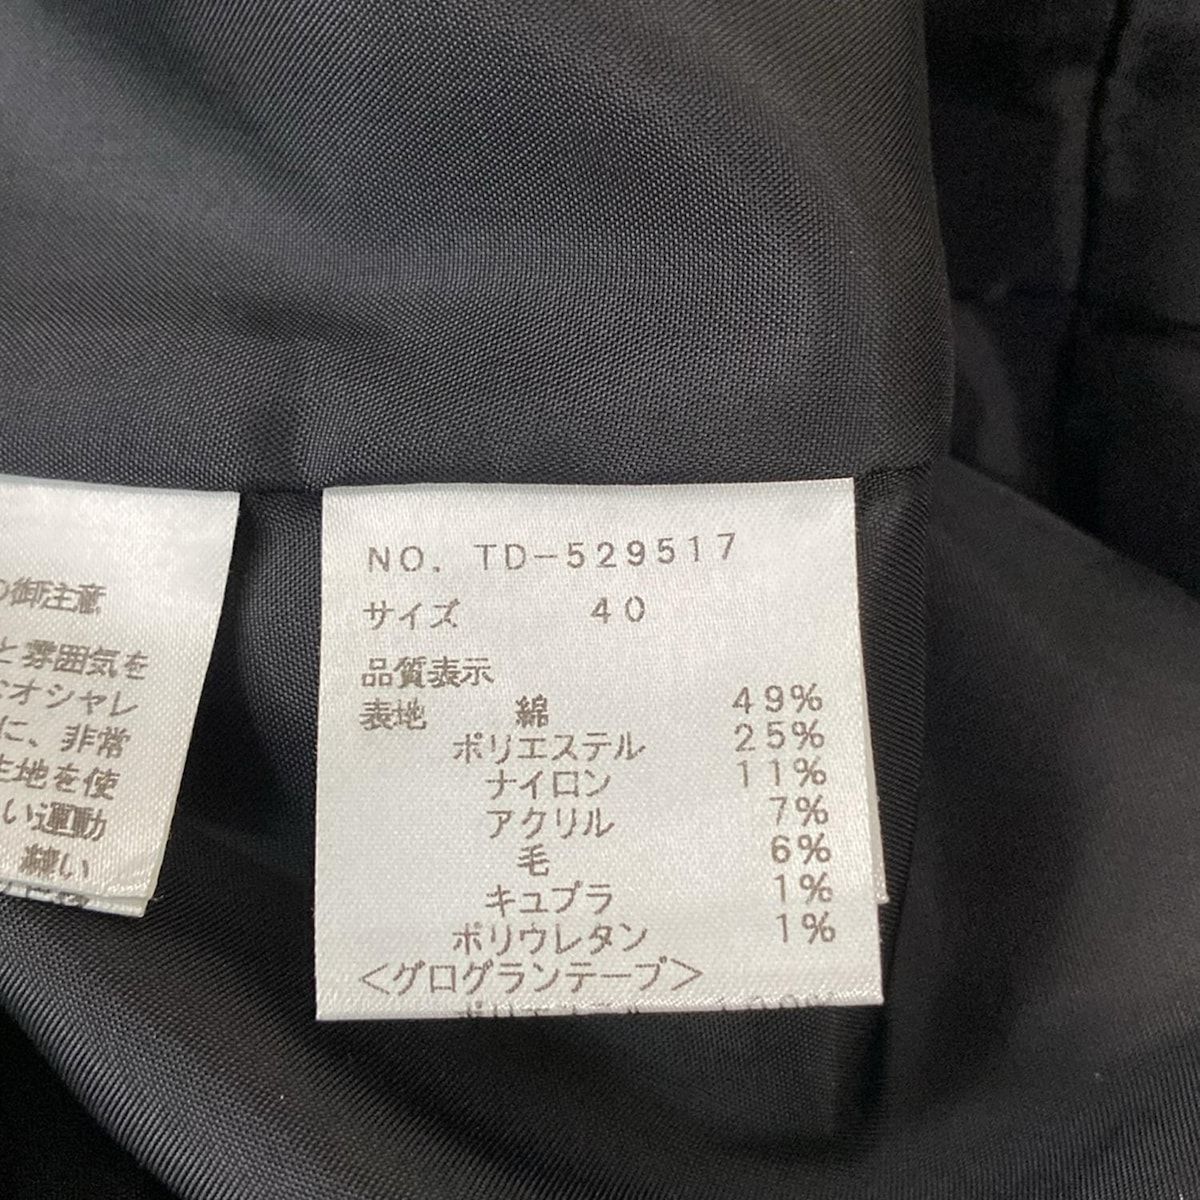 の御注意
と雰囲気を
オシャレ
に、非常
生地を使
い運動
縫い
NO. TD-529517
サイズ 40
品質表示
表地 綿 49%
ポリエステル 25%
ナイロン 11%
アクリル 7%
毛 6%
キュプラ 1%
ポリウレタン 1%
<グログランテープ>